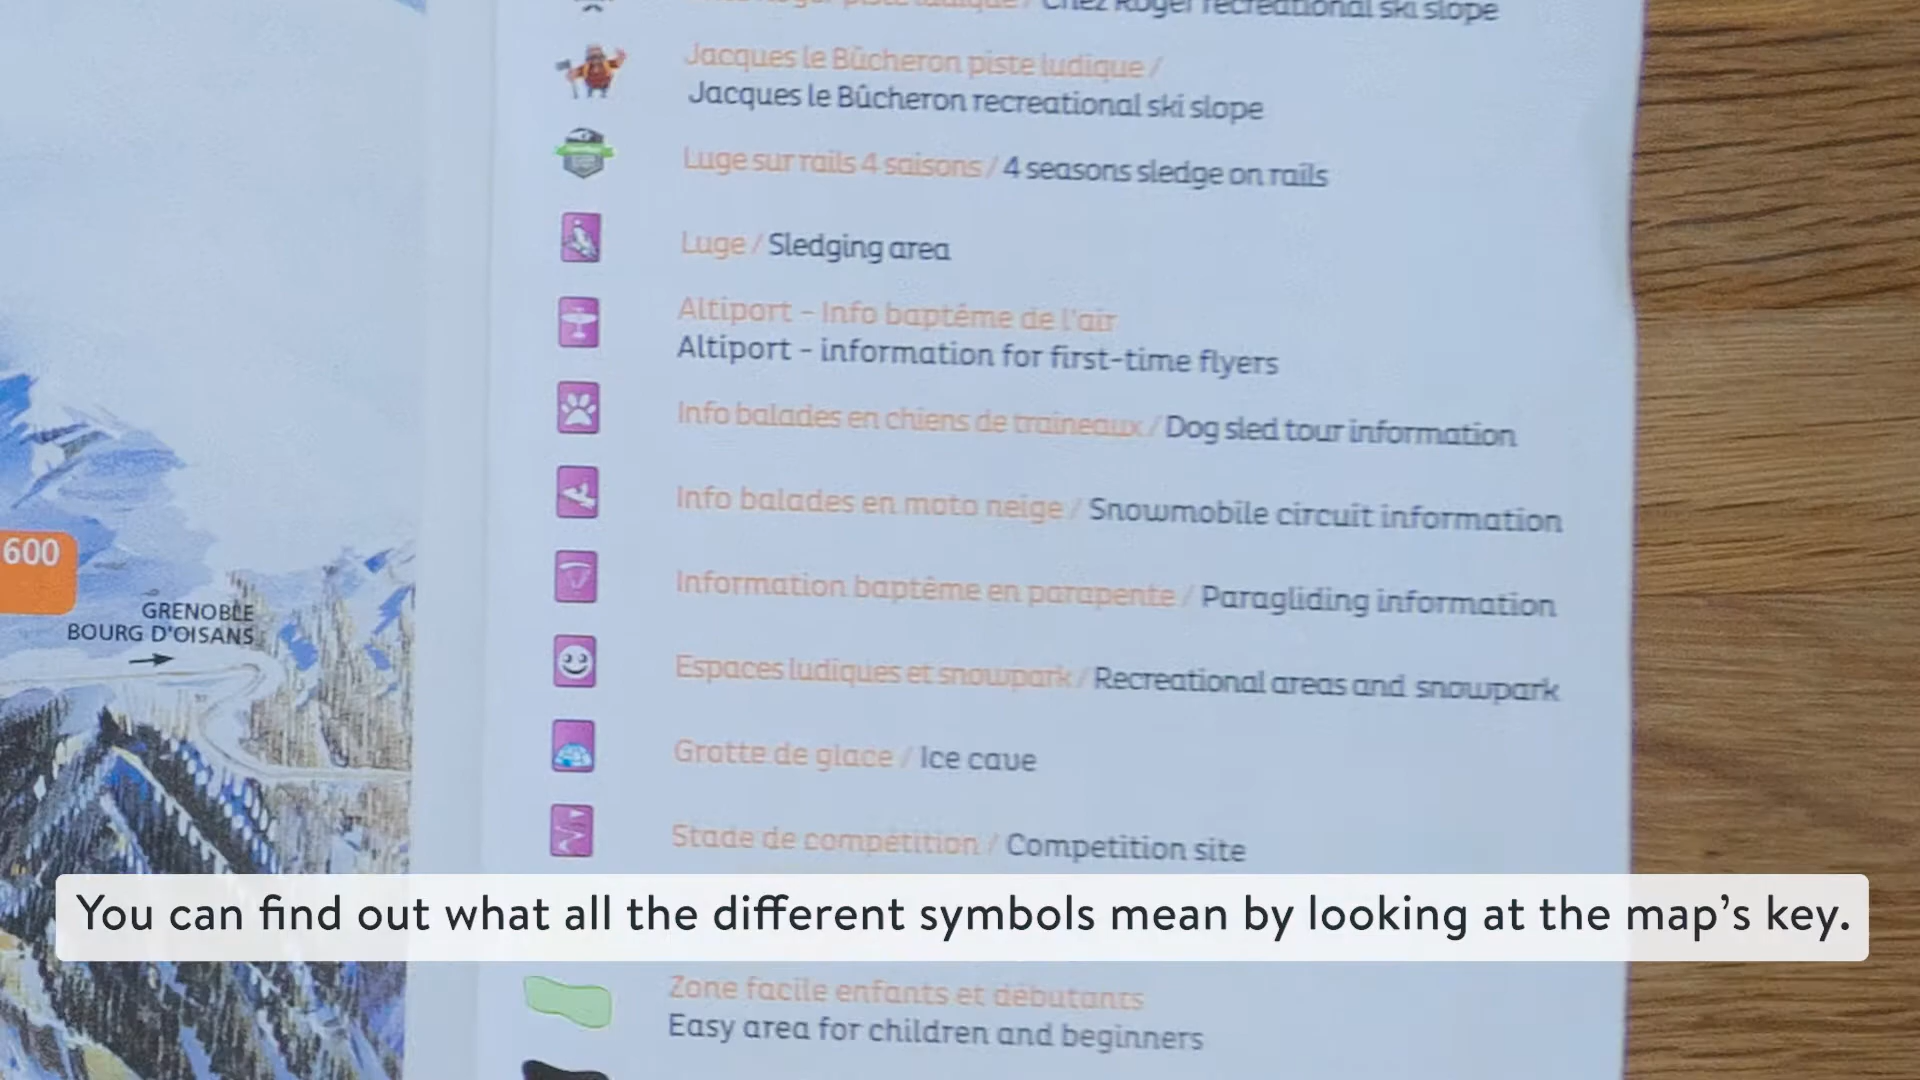 Chez Roger recreational ski slope
Jacques le Bûcheron piste ludique /
Jacques le Bûcheron recreational ski slope
Luge sur rails 4 saisons / 4 seasons sledge on rails
Luge / Sledging area
Altiport - Info baptême de l'air
Altiport - information for first-time flyers
Info balades en chiens de traineaux / Dog sled tour information
Info balades en moto neige / Snowmobile circuit information
Information baptême en parapente / Paragliding information
Espaces ludiques et snowpark / Recreational areas and snowpark
Grotte de glace / Ice cave
Stade de compétition / Competition site
You can find out what all the different symbols mean by looking at the map's key.
Zone facile enfants et débutants
Easy area for children and beginners
600
GRENOBLE
BOURG D'OISANS